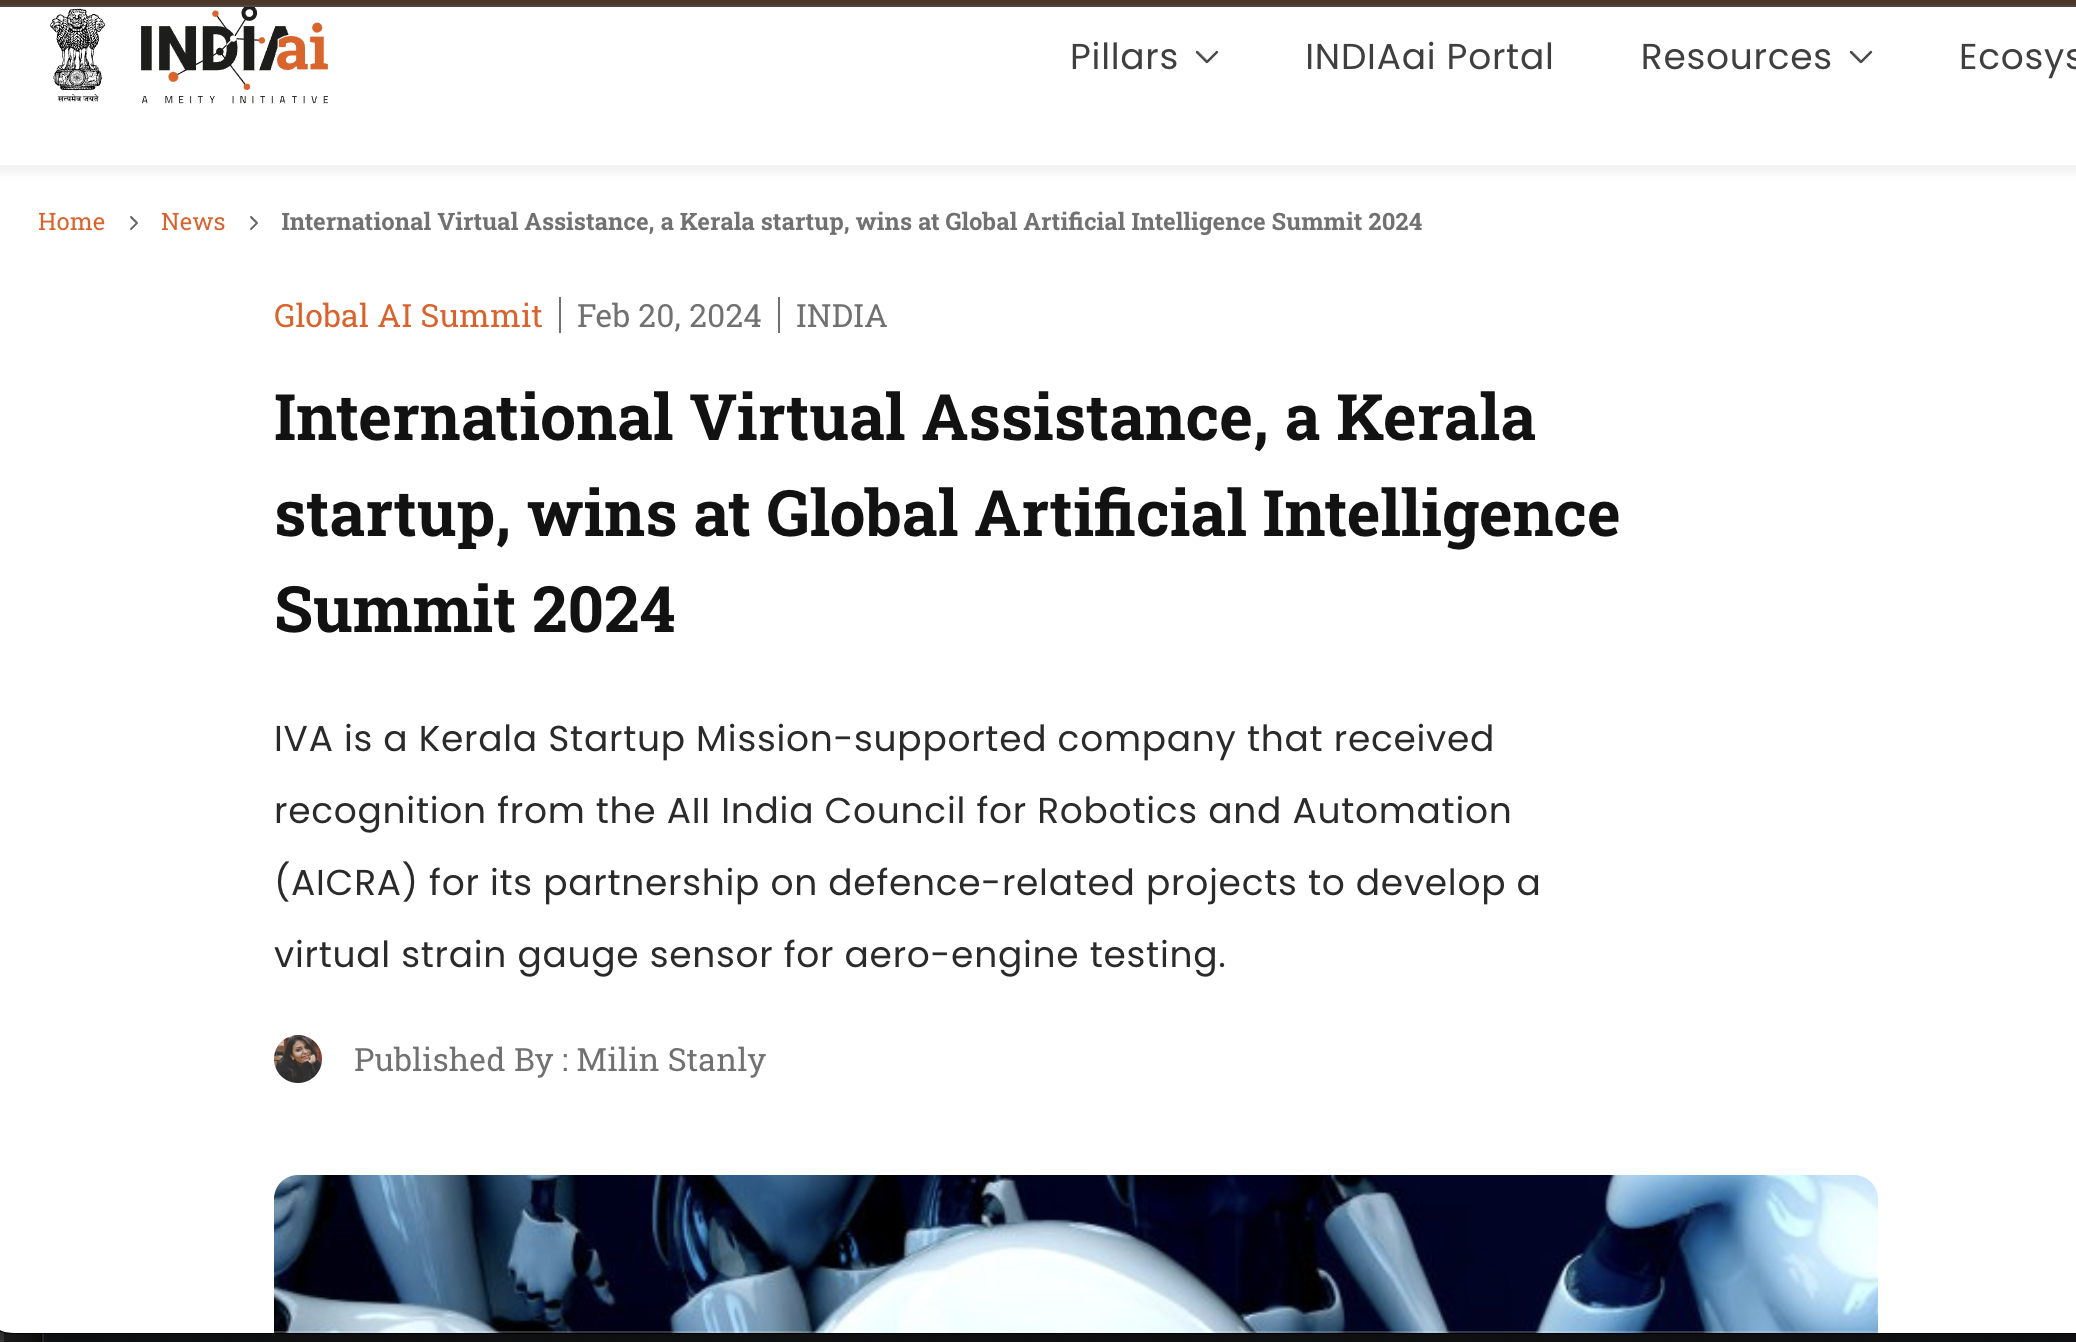 सत्यमेव जयते
INDIAai
A MEITY INITIATIVE
Pillars
INDIAai Portal
Resources
Ecosys
Home
News
International Virtual Assistance, a Kerala startup, wins at Global Artificial Intelligence Summit 2024
Global AI Summit | Feb 20, 2024 | INDIA
International Virtual Assistance, a Kerala
startup, wins at Global Artificial Intelligence
Summit 2024
IVA is a Kerala Startup Mission-supported company that received
recognition from the All India Council for Robotics and Automation
(AICRA) for its partnership on defence-related projects to develop a
virtual strain gauge sensor for aero-engine testing.
Published By : Milin Stanly